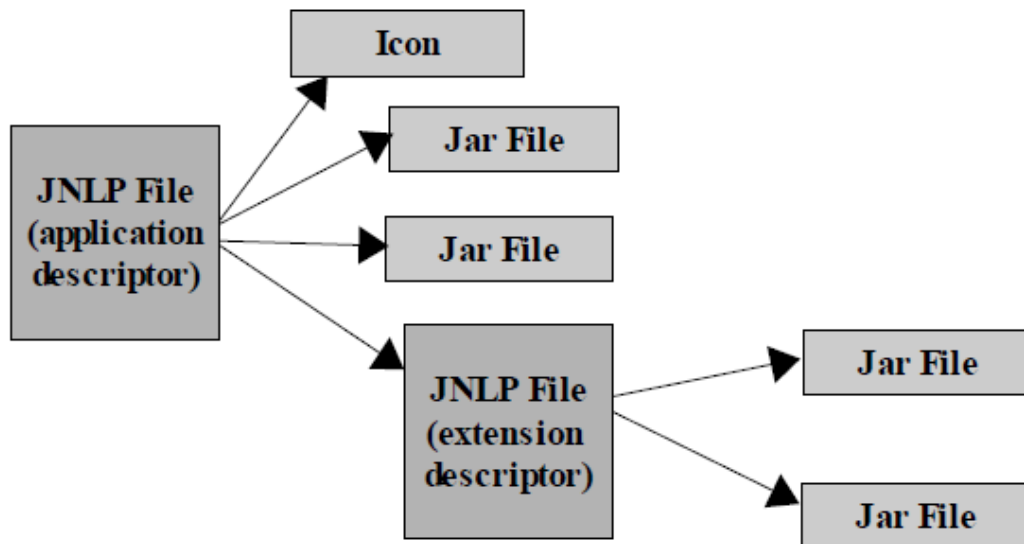 Icon
Jar File
JNLP File
(application
descriptor)
Jar File
JNLP File
(extension
descriptor)
Jar File
Jar File